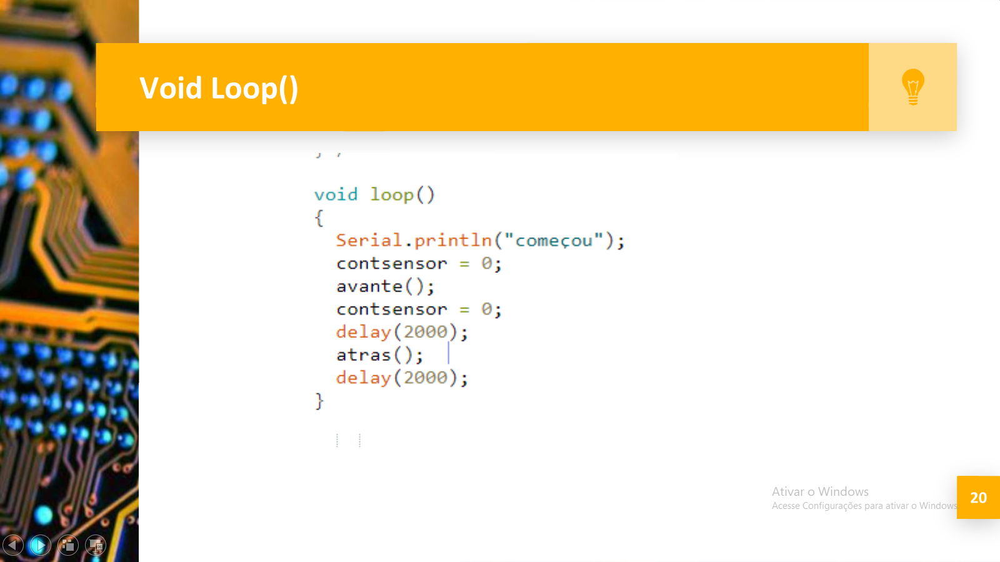 Void Loop()
void loop()
{
Serial.println("começou");
contsensor = 0;
avante();
contsensor = 0;
delay(2000);
atras();
delay(2000);
}
Ativar o Windows
Acesse Configurações para ativar o Windows
20